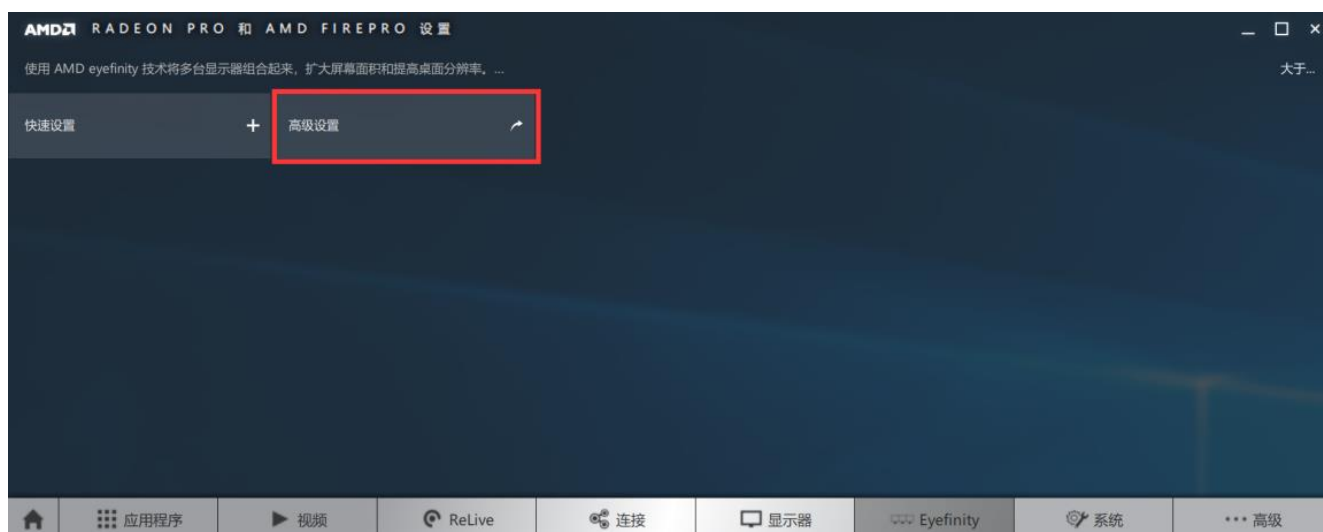 AMD RADEON PRO 和 AMD FIREPRO 设置
使用 AMD eyefinity 技术将多台显示器组合起来，扩大屏幕面积和提高桌面分辨率。...
大于...
快速设置
高级设置
应用程序
视频
ReLive
连接
显示器
Eyefinity
系统
高级